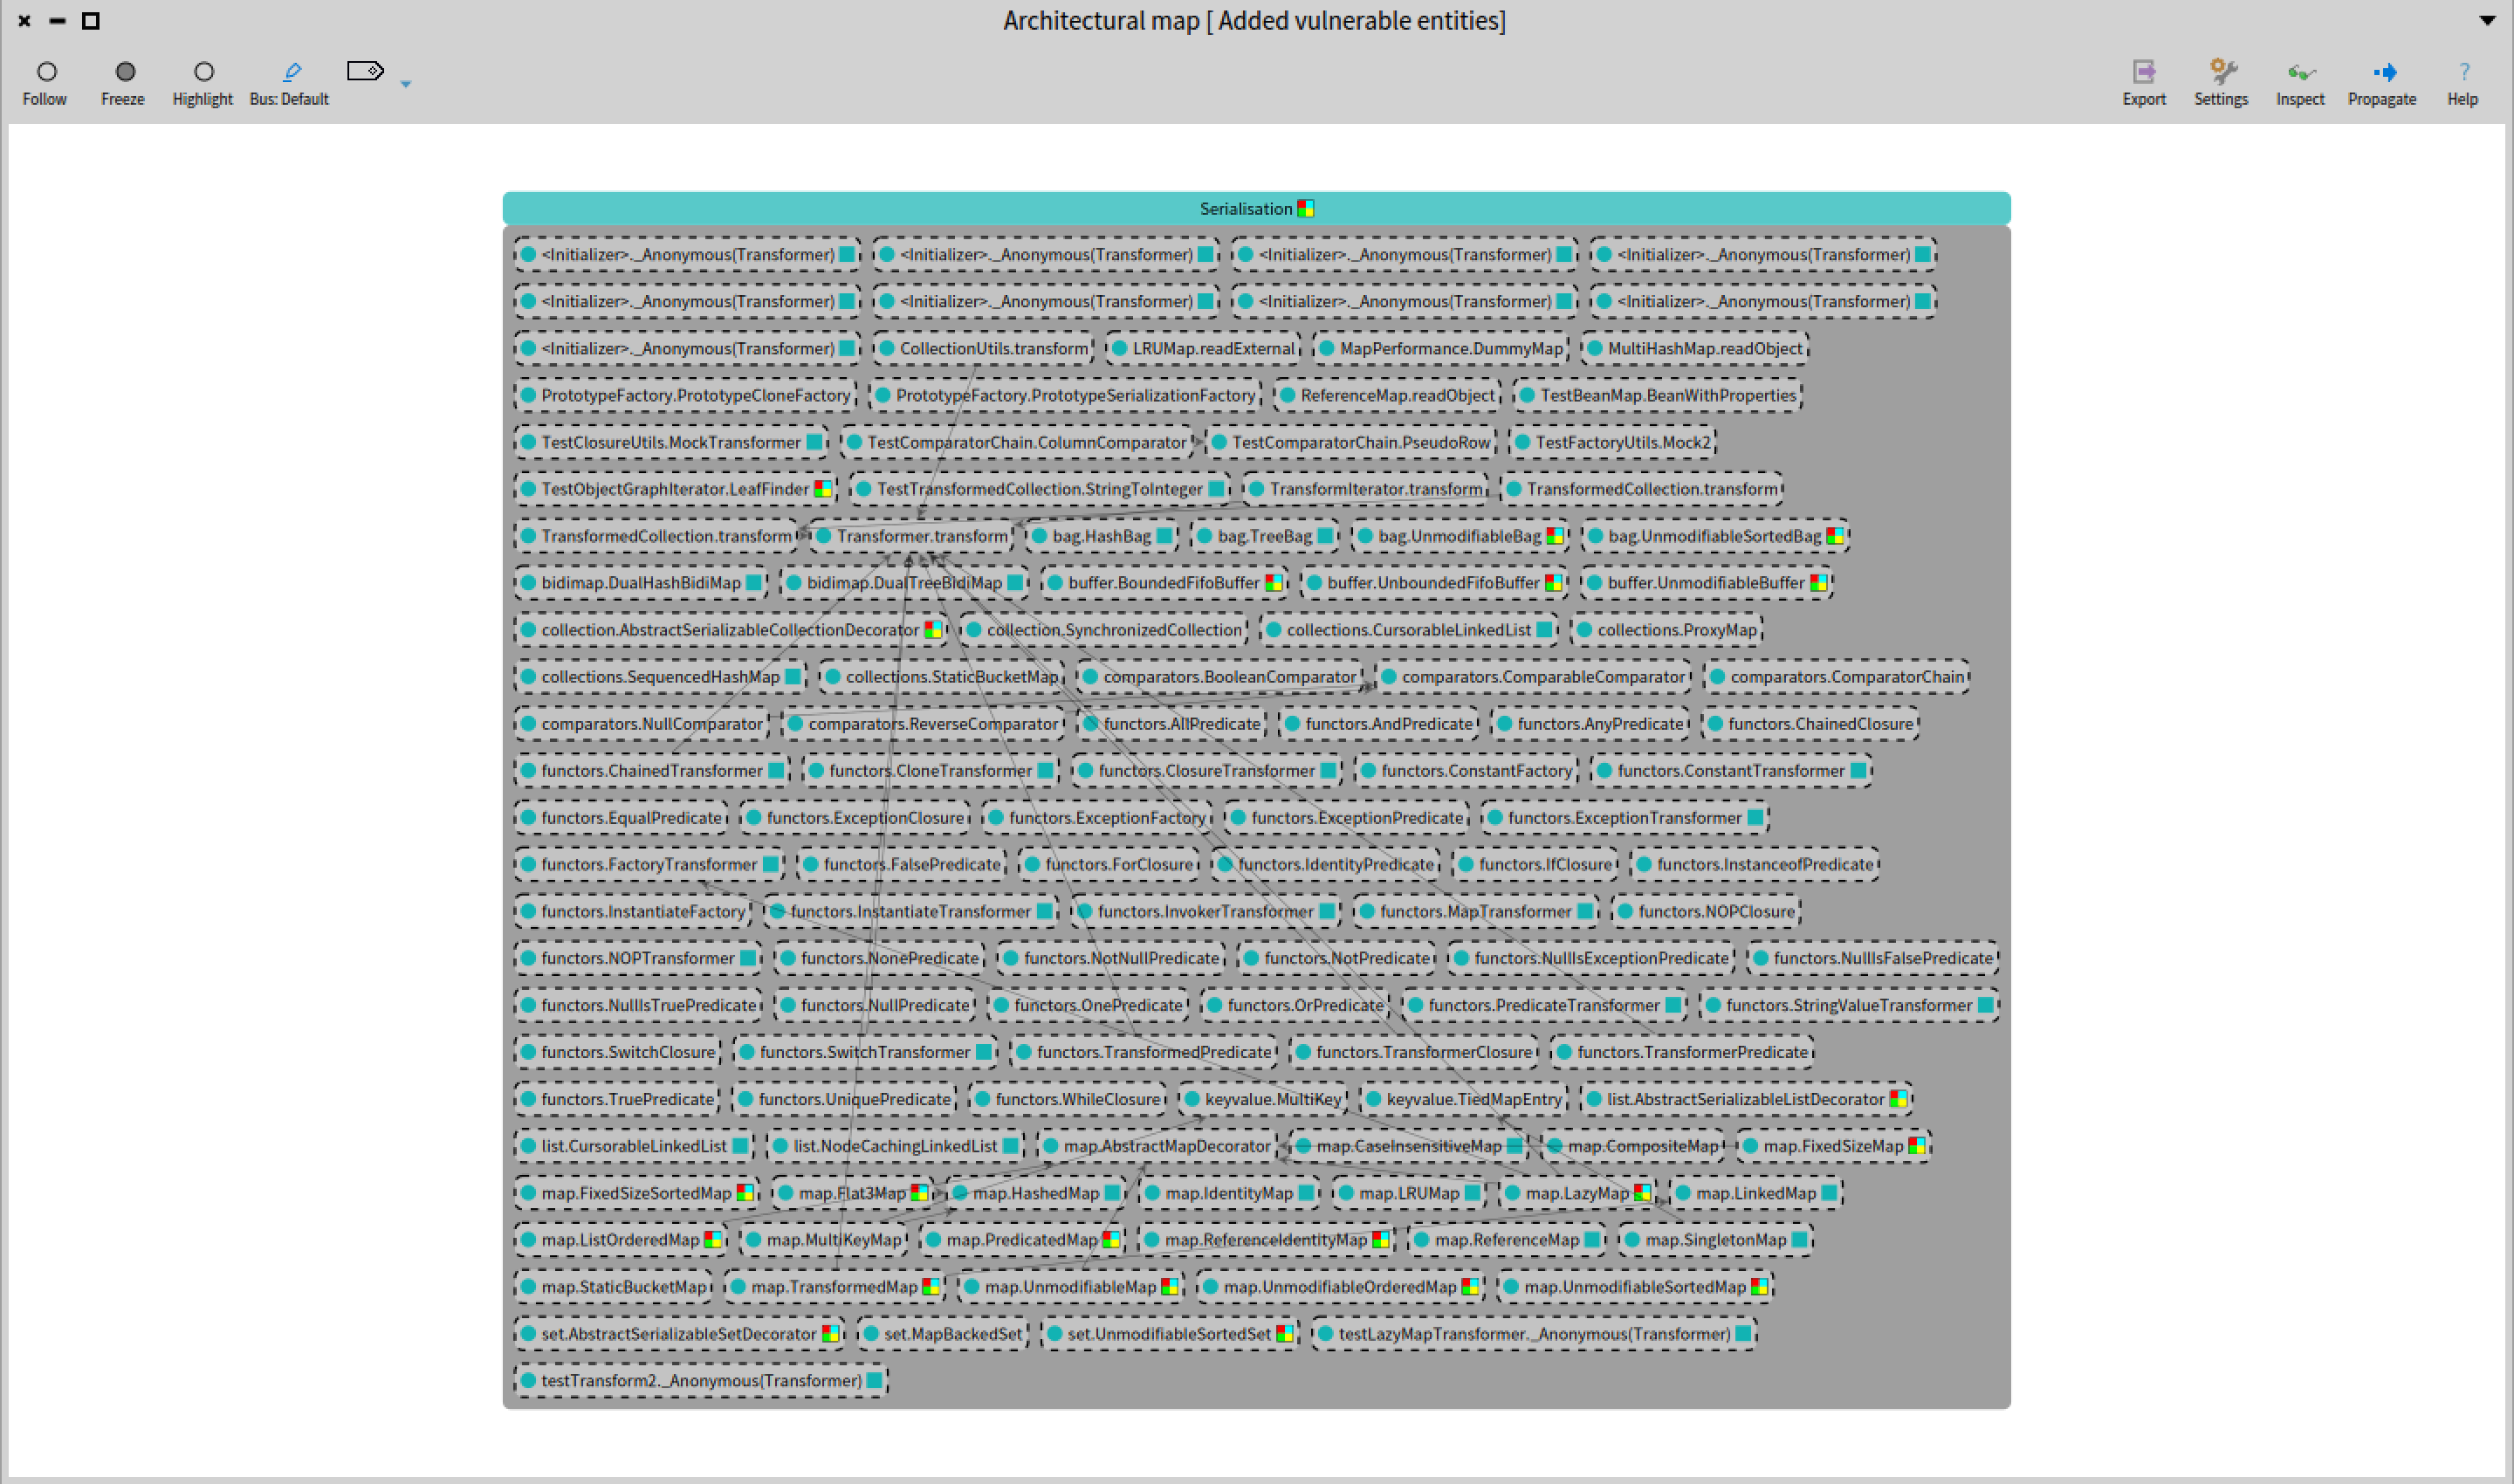 Architectural map [ Added vulnerable entities]
Follow Freeze Highlight Bus: Default Export Settings Inspect Propagate ? Help
Serialisation
<Initializer>._Anonymous(Transformer) <Initializer>._Anonymous(Transformer) <Initializer>._Anonymous(Transformer) <Initializer>._Anonymous(Transformer)
<Initializer>._Anonymous(Transformer) <Initializer>._Anonymous(Transformer) <Initializer>._Anonymous(Transformer) <Initializer>._Anonymous(Transformer)
<Initializer>._Anonymous(Transformer) CollectionUtils.transform LRUMap.readExternal MapPerformance.DummyMap MultiHashMap.readObject
PrototypeFactory.PrototypeCloneFactory PrototypeFactory.PrototypeSerializationFactory ReferenceMap.readObject TestBeanMap.BeanWithProperties
TestClosureUtils.MockTransformer TestComparatorChain.ColumnComparator TestComparatorChain.PseudoRow TestFactoryUtils.Mock2
TestObjectGraphIterator.LeafFinder TestTransformedCollection.StringToInteger TransformIterator.transform TransformedCollection.transform
TransformedCollection.transform Transformer.transform bag.HashBag bag.TreeBag bag.UnmodifiableBag bag.UnmodifiableSortedBag
bidimap.DualHashBidiMap bidimap.DualTreeBidiMap buffer.BoundedFifoBuffer buffer.UnboundedFifoBuffer buffer.UnmodifiableBuffer
collection.AbstractSerializableCollectionDecorator collection.SynchronizedCollection collections.CursorableLinkedList collections.ProxyMap
collections.SequencedHashMap collections.StaticBucketMap comparators.BooleanComparator comparators.ComparableComparator comparators.ComparatorChain
comparators.NullComparator comparators.ReverseComparator functors.AllPredicate functors.AndPredicate functors.AnyPredicate functors.ChainedClosure
functors.ChainedTransformer functors.CloneTransformer functors.ClosureTransformer functors.ConstantFactory functors.ConstantTransformer
functors.EqualPredicate functors.ExceptionClosure functors.ExceptionFactory functors.ExceptionPredicate functors.ExceptionTransformer
functors.FactoryTransformer functors.FalsePredicate functors.ForClosure functors.IdentityPredicate functors.IfClosure functors.InstanceofPredicate
functors.InstantiateFactory functors.InstantiateTransformer functors.InvokerTransformer functors.MapTransformer functors.NOPClosure
functors.NOPTransformer functors.NonePredicate functors.NotNullPredicate functors.NotPredicate functors.NullIsExceptionPredicate functors.NullIsFalsePredicate
functors.NullIsTruePredicate functors.NullPredicate functors.OnePredicate functors.OrPredicate functors.PredicateTransformer functors.StringValueTransformer
functors.SwitchClosure functors.SwitchTransformer functors.TransformedPredicate functors.TransformerClosure functors.TransformerPredicate
functors.TruePredicate functors.UniquePredicate functors.WhileClosure keyvalue.MultiKey keyvalue.TiedMapEntry list.AbstractSerializableListDecorator
list.CursorableLinkedList list.NodeCachingLinkedList map.AbstractMapDecorator map.CaseInsensitiveMap map.CompositeMap map.FixedSizeMap
map.FixedSizeSortedMap map.Flat3Map map.HashedMap map.IdentityMap map.LRUMap map.LazyMap map.LinkedMap
map.ListOrderedMap map.MultiKeyMap map.PredicatedMap map.ReferenceIdentityMap map.ReferenceMap map.SingletonMap
map.StaticBucketMap map.TransformedMap map.UnmodifiableMap map.UnmodifiableOrderedMap map.UnmodifiableSortedMap
set.AbstractSerializableSetDecorator set.MapBackedSet set.UnmodifiableSortedSet testLazyMapTransformer._Anonymous(Transformer)
testTransform2._Anonymous(Transformer)